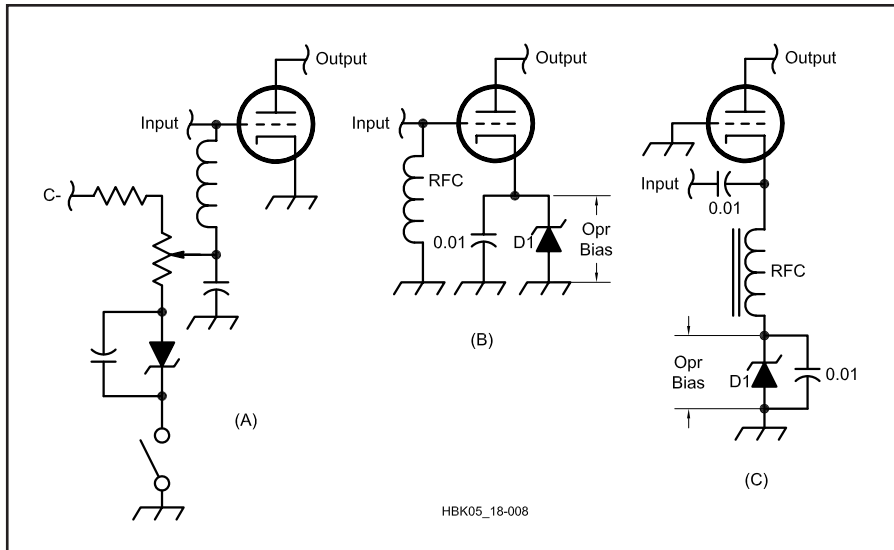 Output
Input
C-
(A)
Output
Input
RFC
0.01
D1
Opr
Bias
(B)
Output
Input
0.01
RFC
Opr
Bias
D1
0.01
(C)
HBK05_18-008